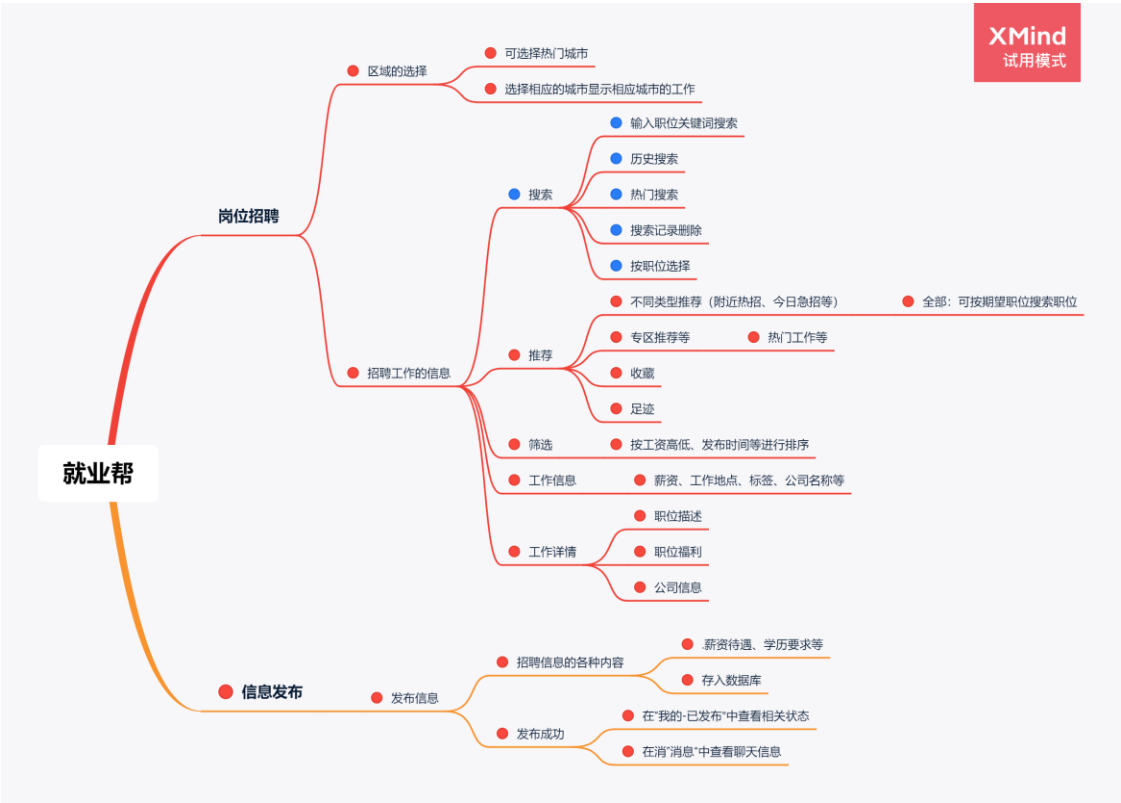 XMind
试用模式
可选择热门城市
区域的选择
选择相应的城市显示相应城市的工作
输入职位关键词搜索
历史搜索
搜索
热门搜索
岗位招聘
搜索记录删除
按职位选择
不同类型推荐（附近热招、今日急招等）
全部：可按期望职位搜索职位
专区推荐等
热门工作等
推荐
招聘工作的信息
收藏
足迹
筛选
按工资高低、发布时间等进行排序
就业帮
工作信息
薪资、工作地点、标签、公司名称等
职位描述
工作详情
职位福利
公司信息
.薪资待遇、学历要求等
招聘信息的各种内容
存入数据库
信息发布
发布信息
在"我的-已发布"中查看相关状态
发布成功
在消"消息"中查看聊天信息